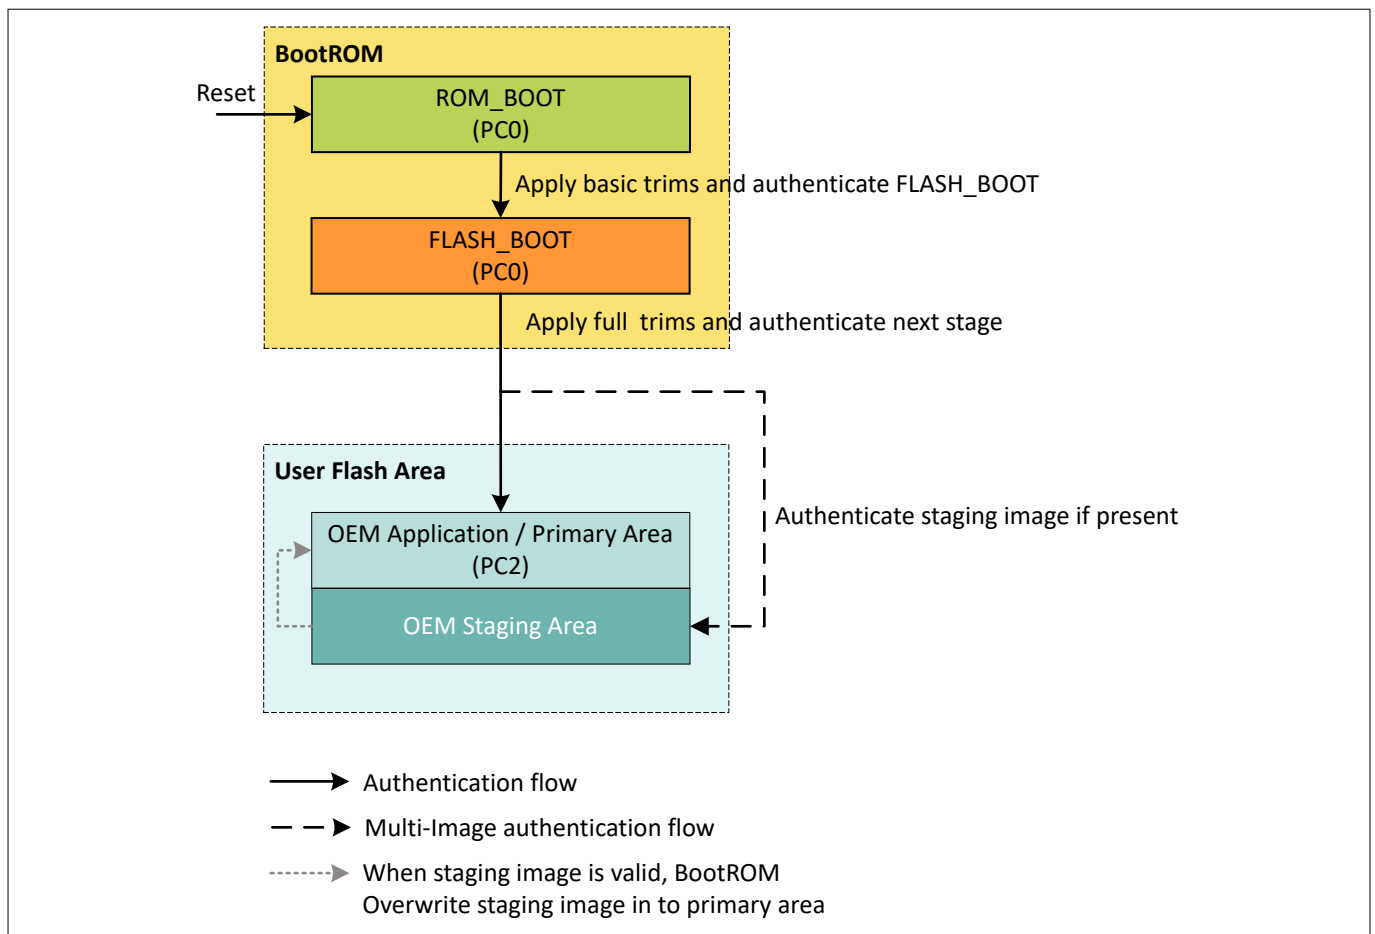 BootROM
Reset
ROM_BOOT
(PC0)
Apply basic trims and authenticate FLASH_BOOT
FLASH_BOOT
(PC0)
Apply full  trims and authenticate next stage
User Flash Area
OEM Application / Primary Area
(PC2)
Authenticate staging image if present
OEM Staging Area
Authentication flow
Multi-Image authentication flow
When staging image is valid, BootROM
Overwrite staging image in to primary area